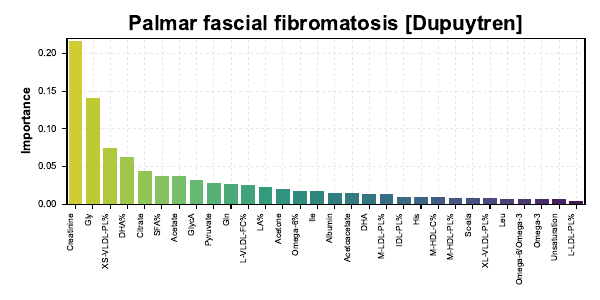 Palmar fascial fibromatosis [Dupuytren]
Importance
0.20
0.15
0.10
0.05
0.00
Creatinine
Gly
XS-VLDL-PL%
DHA%
Citrate
SFA%
Acetate
GlycA
Pyruvate
Gln
L-VLDL-FC%
LA%
Acetone
Omega-6%
Ile
Albumin
Acetoacetate
DHA
M-LDL-PL%
IDL-PL%
His
M-HDL-C%
M-HDL-PL%
XL-VLDL-PL%
Leu
Omega-6/Omega-3
Omega-3
Unsaturation
L-LDL-PL%